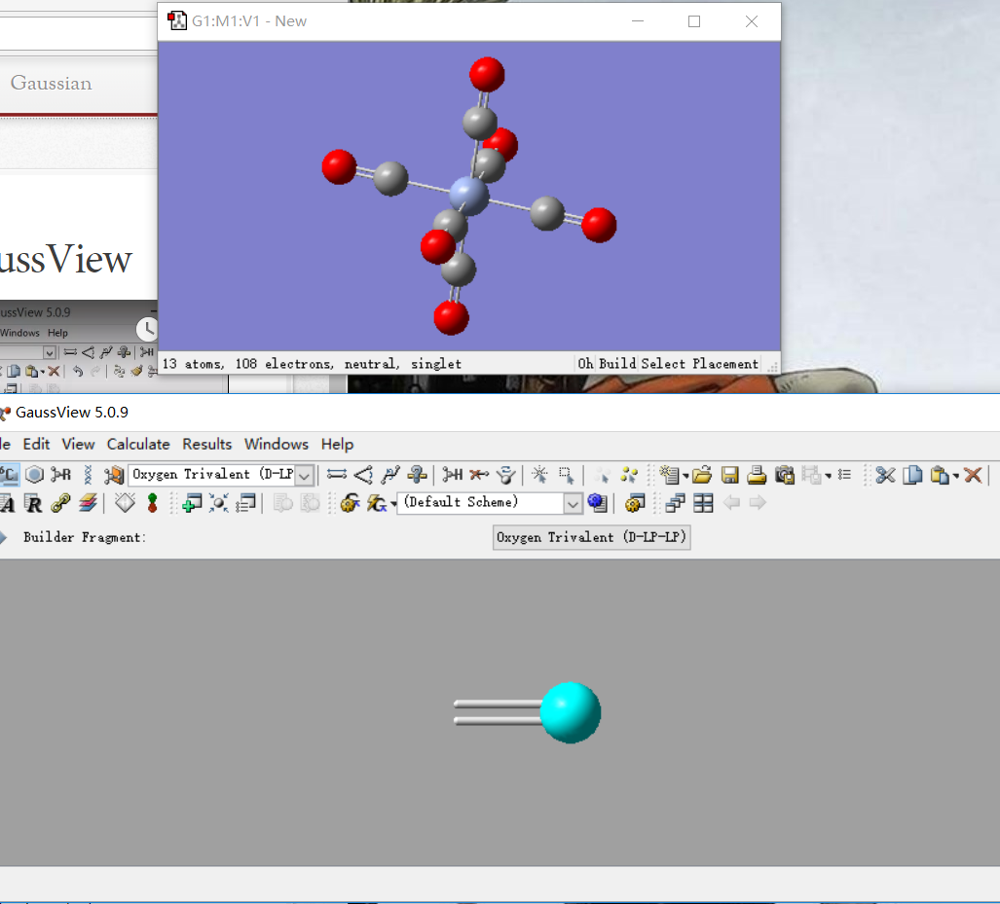 G1:M1:V1 - New
Gaussian
ussView
ussView 5.0.9
Windows Help
13 atoms, 108 electrons, neutral, singlet
Oh Build Select Placement
GaussView 5.0.9
le Edit View Calculate Results Windows Help
Oxygen Trivalent (D-LP
(Default Scheme)
Builder Fragment:
Oxygen Trivalent (D-LP-LP)